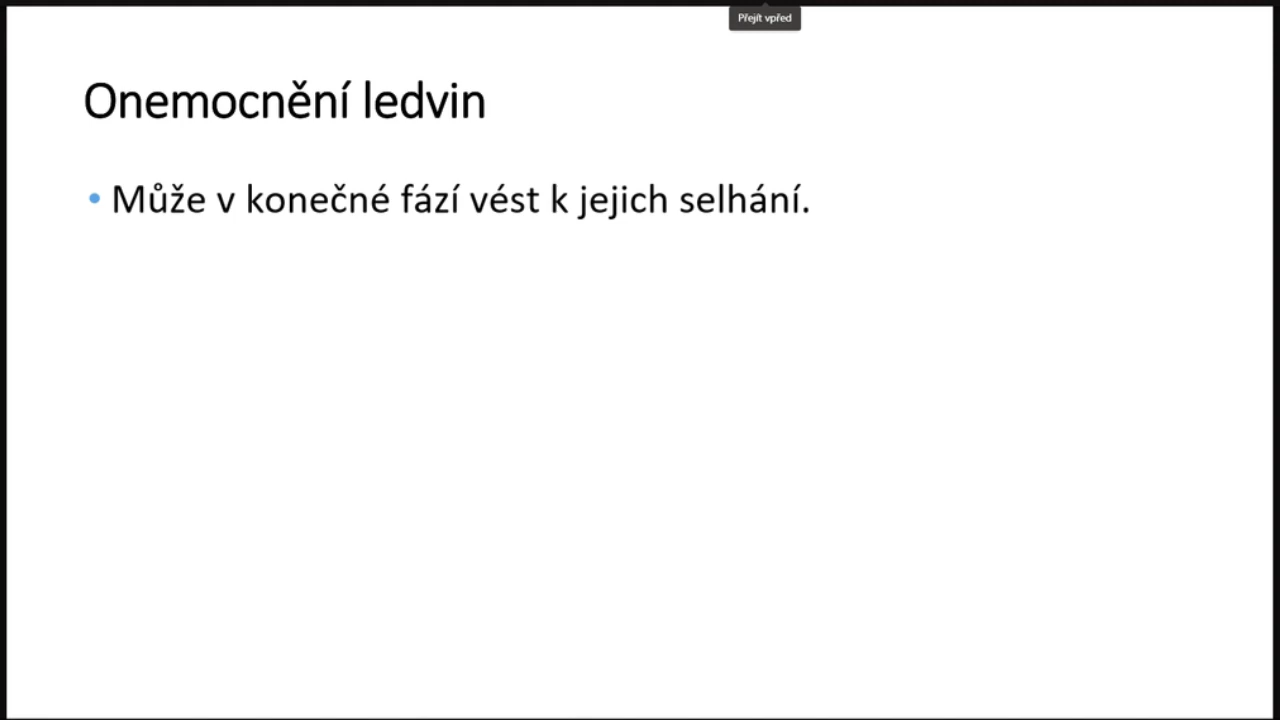 Přejít vpřed
Onemocnění ledvin
• Může v konečné fází vést k jejich selhání.